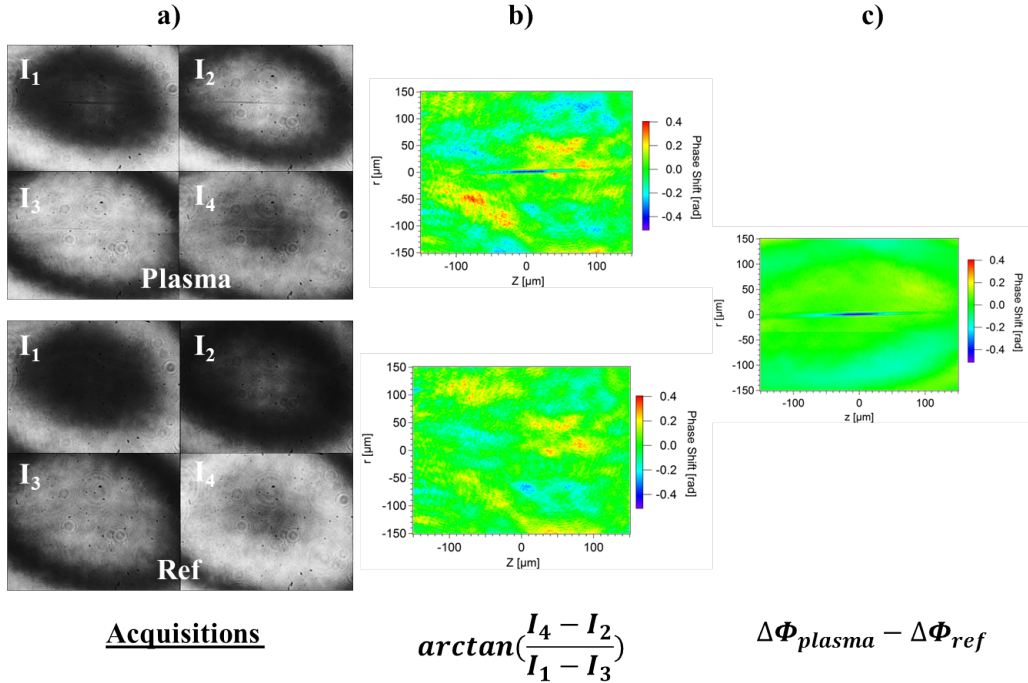 a)
b)
c)
I₁
I₂
I₃
I₄
Plasma
I₁
I₂
I₃
I₄
Ref
150
100
50
0
-50
-100
-150
r [µm]
-100
0
100
Z [µm]
0.4
0.2
0.0
-0.2
-0.4
Phase Shift [rad]
150
100
50
0
-50
-100
-150
r [µm]
-100
0
100
Z [µm]
0.4
0.2
0.0
-0.2
-0.4
Phase Shift [rad]
150
100
50
0
-50
-100
-150
r [µm]
-100
0
100
z [µm]
0.4
0.2
0.0
-0.2
-0.4
Phase Shift [rad]
Acquisitions
arctan(I₄ − I₂ / I₁ − I₃)
ΔΦplasma − ΔΦref